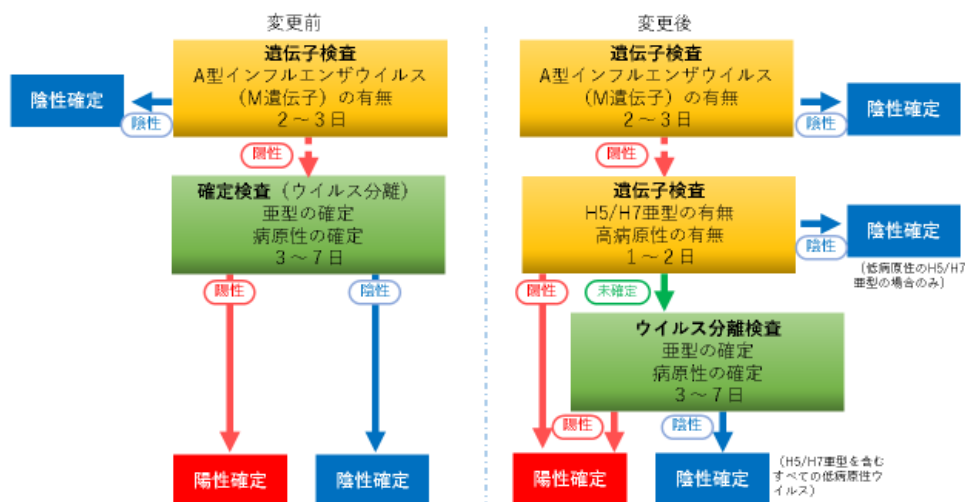 変更前
遺伝子検査
A型インフルエンザウイルス
（M遺伝子）の有無
2～3日
陰性確定
陰性
陽性
確定検査（ウイルス分離）
亜型の確定
病原性の確定
3～7日
陽性
陰性
陽性確定
陰性確定
変更後
遺伝子検査
A型インフルエンザウイルス
（M遺伝子）の有無
2～3日
陰性
陰性確定
陽性
遺伝子検査
H5/H7亜型の有無
高病原性の有無
1～2日
陰性
陰性確定
（低病原性のH5/H7
亜型の場合のみ）
陽性
未確定
ウイルス分離検査
亜型の確定
病原性の確定
3～7日
陽性
陰性
陽性確定
陰性確定
（H5/H7亜型を含む
すべての低病原性ウ
イルス）